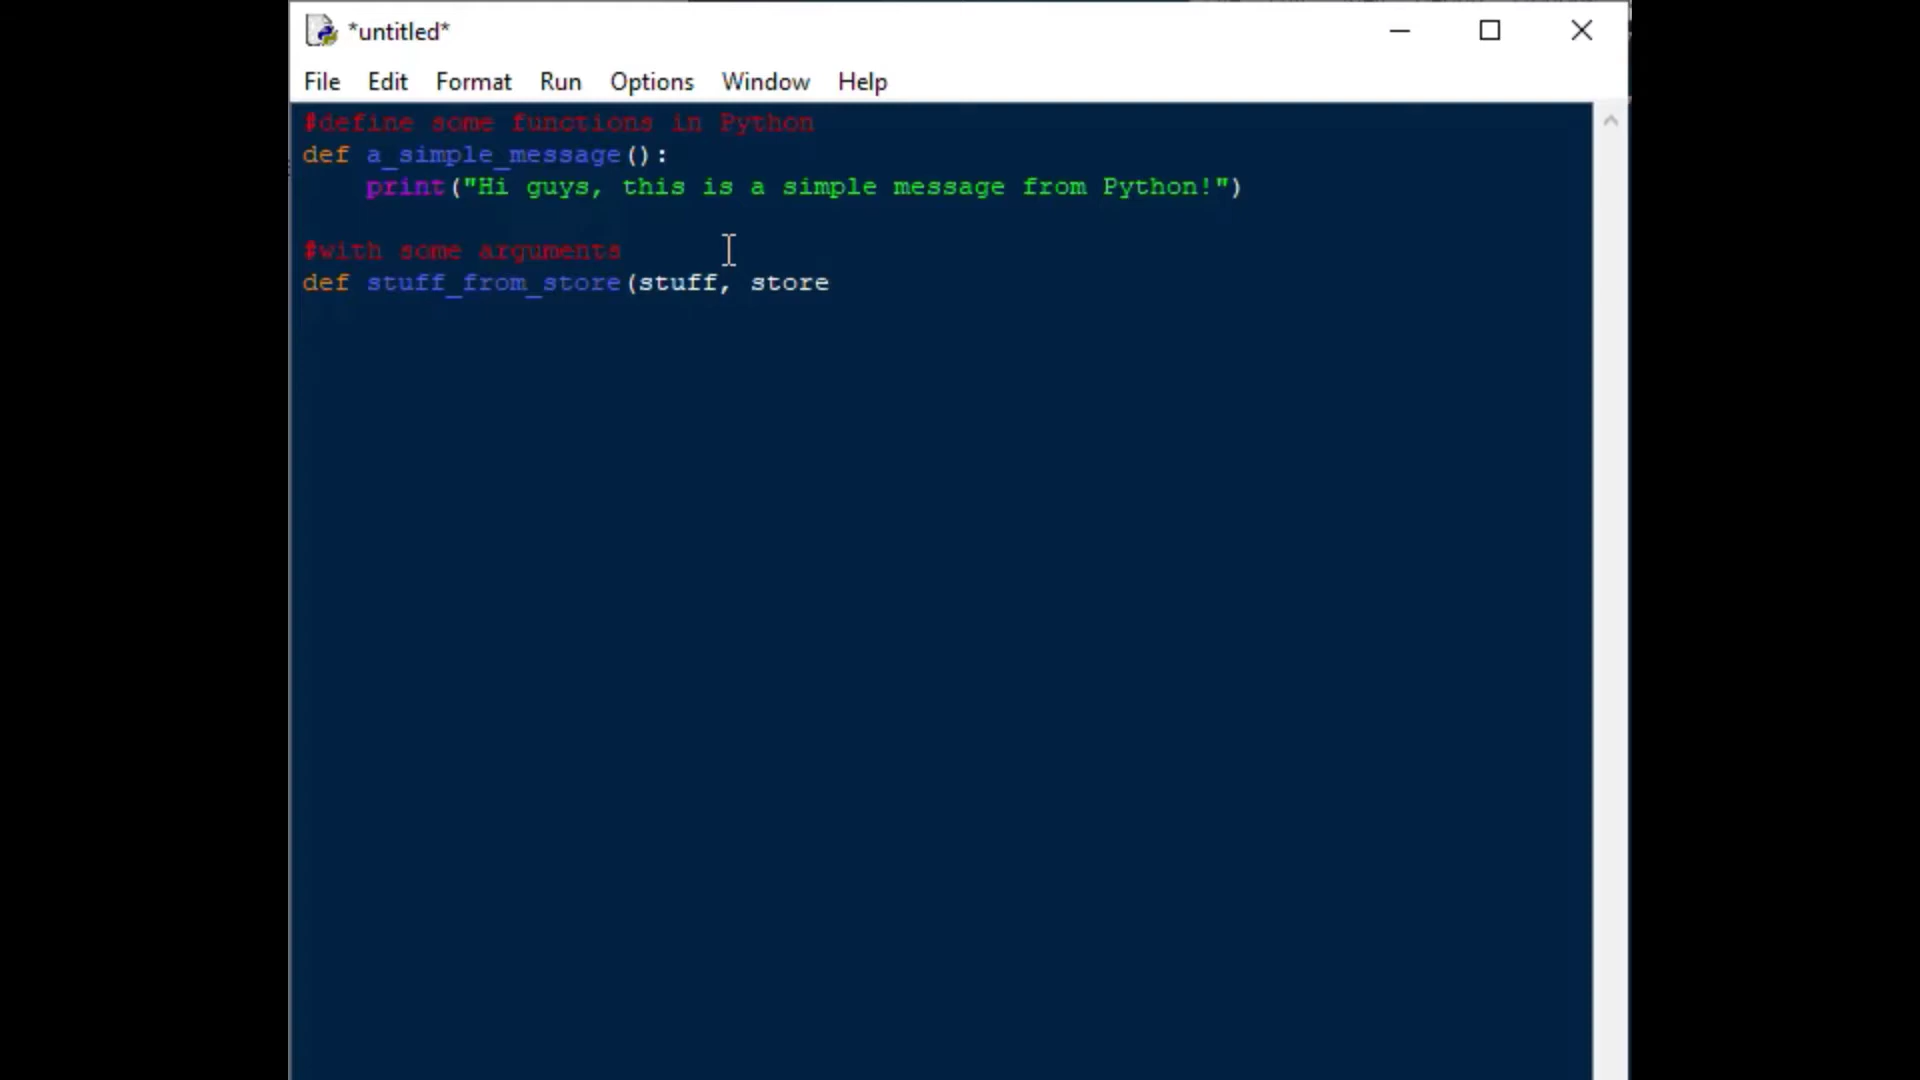 *untitled*
File Edit Format Run Options Window Help
#define some functions in Python
def a_simple_message():
    print("Hi guys, this is a simple message from Python!")
#with some arguments
def stuff_from_store(stuff, store